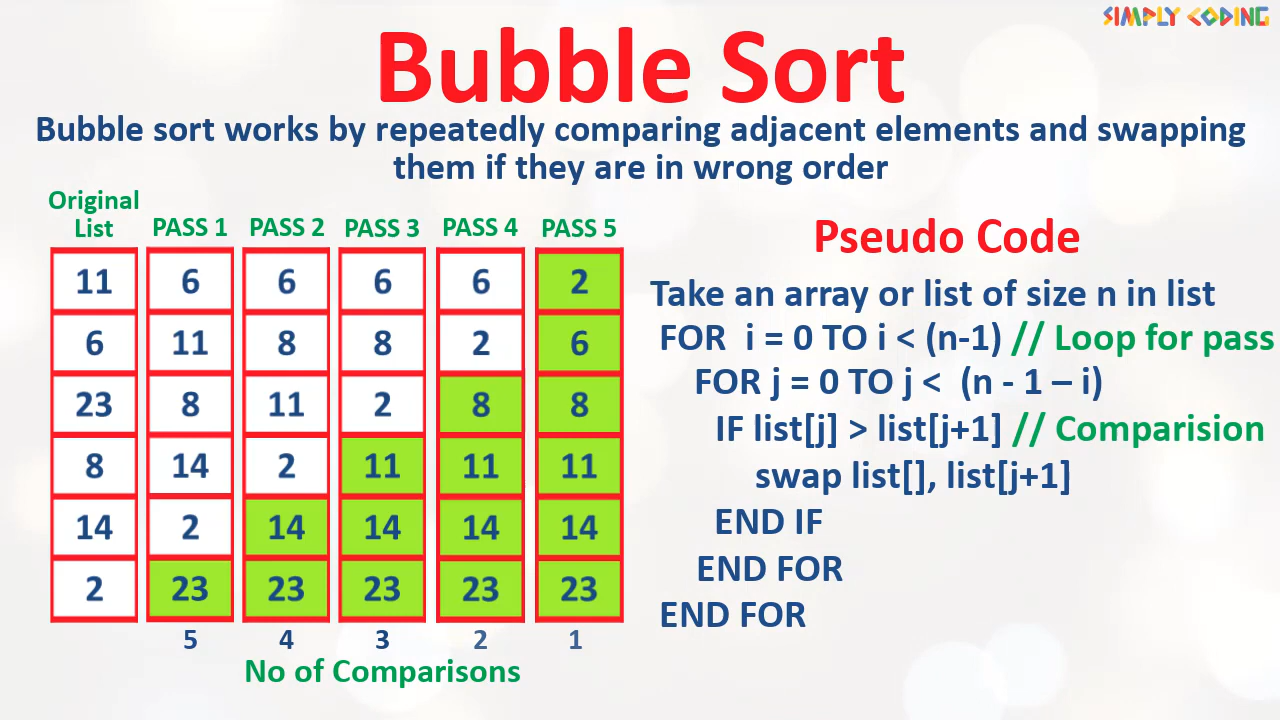 SIMPLY CODING
Bubble Sort
Bubble sort works by repeatedly comparing adjacent elements and swapping
them if they are in wrong order
Original
List PASS 1 PASS 2 PASS 3 PASS 4 PASS 5
11 6 6 6 6 2
6 11 8 8 2 6
23 8 11 2 8 8
8 14 2 11 11 11
14 2 14 14 14 14
2 23 23 23 23 23
5 4 3 2 1
No of Comparisons
Pseudo Code
Take an array or list of size n in list
FOR i = 0 TO i < (n-1) // Loop for pass
FOR j = 0 TO j < (n - 1 – i)
IF list[j] > list[j+1] // Comparision
swap list[], list[j+1]
END IF
END FOR
END FOR